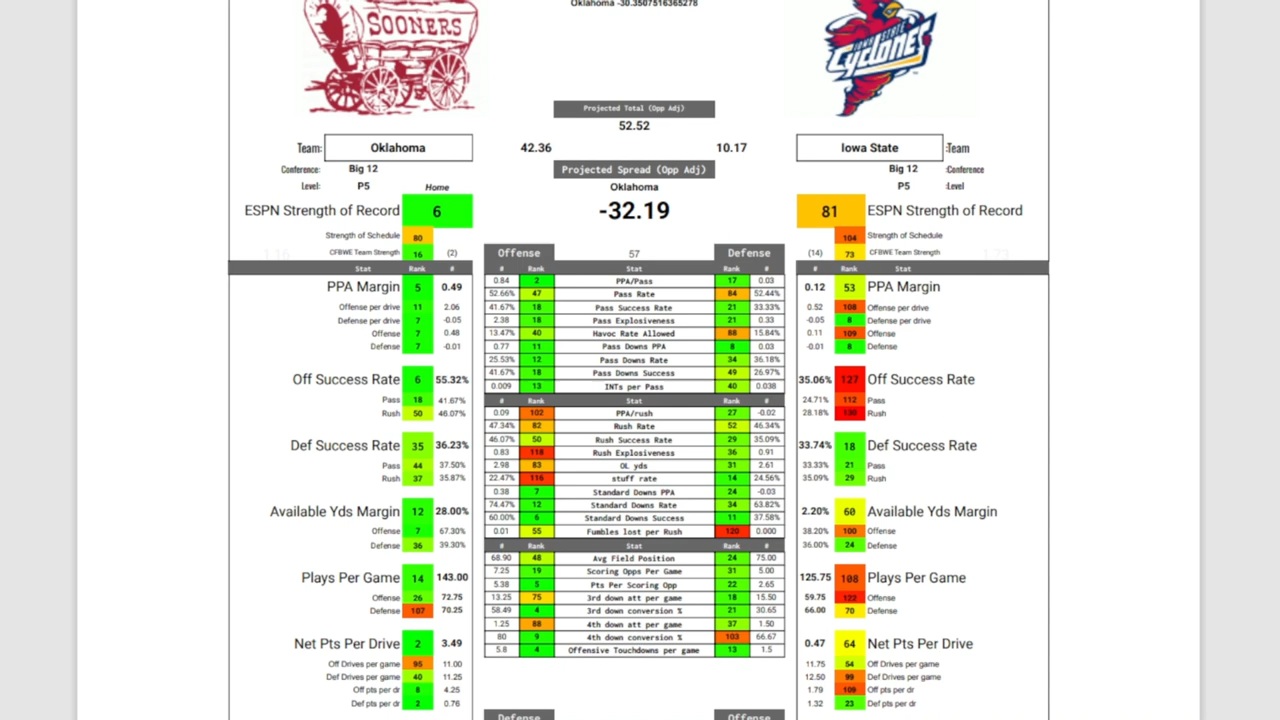 Oklahoma -30.3507516365278
SOONERS
IOWA STATE
Cyclones
Projected Total (Opp Adj)
52.52
Team: Oklahoma 42.36 10.17 Iowa State :Team
Conference: Big 12 Projected Spread (Opp Adj) Big 12 :Conference
Level: P5 Home Oklahoma P5 :Level
ESPN Strength of Record 6 -32.19 81 ESPN Strength of Record
Strength of Schedule 80 104 Strength of Schedule
CFBWE Team Strength 16 (2) Offense 57 Defense (14) 73 CFBWE Team Strength
Stat Rank # # Rank Stat Rank # # Rank Stat
PPA Margin 5 0.49 0.12 53 PPA Margin
Offense per drive 11 2.06 0.52 108 Offense per drive
Defense per drive 7 -0.05 -0.05 8 Defense per drive
Offense 7 0.48 0.11 109 Offense
Defense 7 -0.01 -0.01 8 Defense
Off Success Rate 6 55.32% 35.06% 127 Off Success Rate
Pass 18 41.67% 24.71% 112 Pass
Rush 50 46.07% 28.18% 130 Rush
Def Success Rate 35 36.23% 33.74% 18 Def Success Rate
Pass 44 37.50% 33.33% 21 Pass
Rush 37 35.87% 35.09% 29 Rush
Available Yds Margin 12 28.00% 2.20% 60 Available Yds Margin
Offense 7 67.30% 38.20% 100 Offense
Defense 36 39.30% 36.00% 24 Defense
Plays Per Game 14 143.00 125.75 108 Plays Per Game
Offense 26 72.75 59.75 122 Offense
Defense 107 70.25 66.00 70 Defense
Net Pts Per Drive 2 3.49 0.47 64 Net Pts Per Drive
Off Drives per game 95 11.00 11.75 54 Off Drives per game
Def Drives per game 40 11.25 12.50 99 Def Drives per game
Off pts per dr 8 4.25 1.79 109 Off pts per dr
Def pts per dr 2 0.76 1.32 23 Def pts per dr
0.84 2 PPA/Pass 17 0.03
52.66% 47 Pass Rate 84 52.44%
41.67% 18 Pass Success Rate 21 33.33%
2.38 18 Pass Explosiveness 21 0.33
13.47% 40 Havoc Rate Allowed 88 15.84%
0.77 11 Pass Downs PPA 8 0.03
25.53% 12 Pass Downs Rate 34 36.18%
41.67% 18 Pass Downs Success 49 26.97%
0.009 13 INTs per Pass 40 0.038
# Rank Stat Rank #
0.09 102 PPA/rush 27 -0.02
47.34% 82 Rush Rate 52 46.34%
46.07% 50 Rush Success Rate 29 35.09%
0.83 118 Rush Explosiveness 36 0.91
2.98 83 OL yds 31 2.61
22.47% 116 stuff rate 14 24.56%
0.38 7 Standard Downs PPA 24 -0.03
74.47% 12 Standard Downs Rate 34 63.82%
60.00% 6 Standard Downs Success 11 37.58%
0.01 55 Fumbles lost per Rush 120 0.000
# Rank Stat Rank #
68.90 48 Avg Field Position 24 75.00
7.25 19 Scoring Opps Per Game 31 5.00
5.38 5 Pts Per Scoring Opp 22 2.65
13.25 75 3rd down att per game 18 15.50
58.49 4 3rd down conversion % 21 30.65
1.25 88 4th down att per game 37 1.50
80 9 4th down conversion % 103 66.67
5.8 4 Offensive Touchdowns per game 13 1.5
Defense Offense